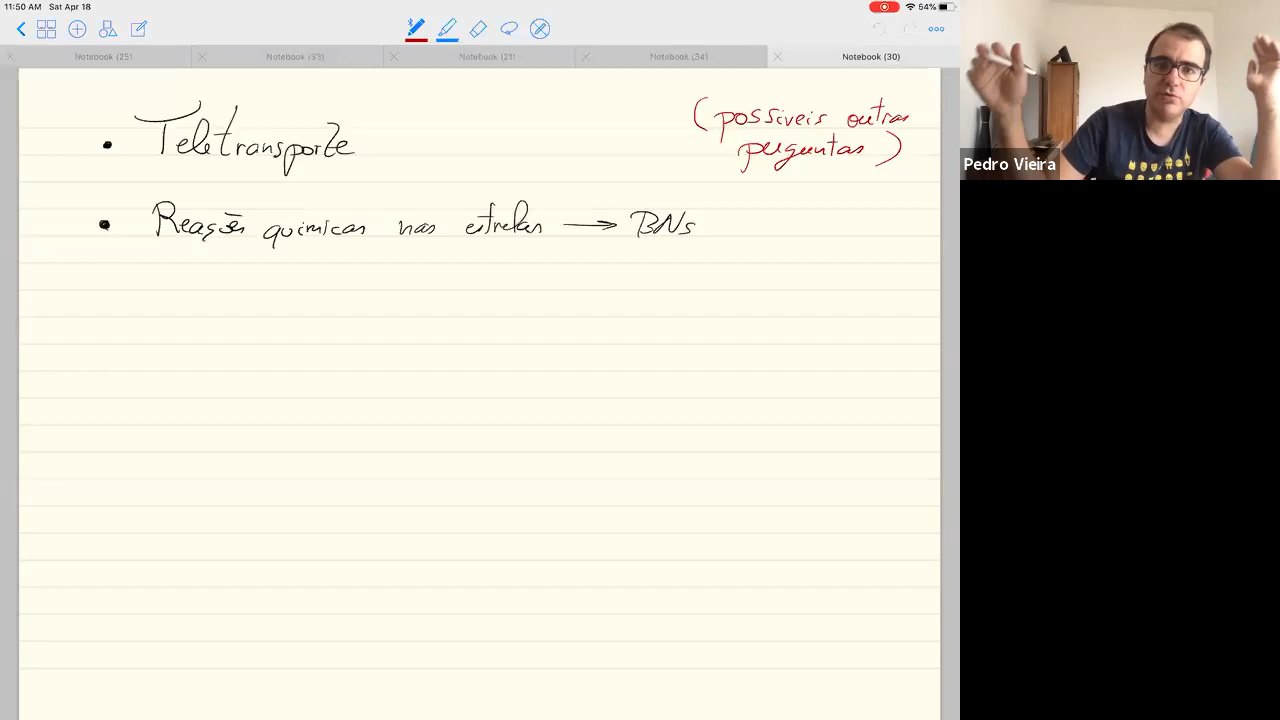 11:50 AM Sat Apr 18
54%
Notebook (25)
Notebook (33)
Notebook (21)
Notebook (34)
Notebook (30)
• Teletransporte
(possiveis outras
perguntas)
• Reações químicas nas estrelas → BNs
Pedro Vieira